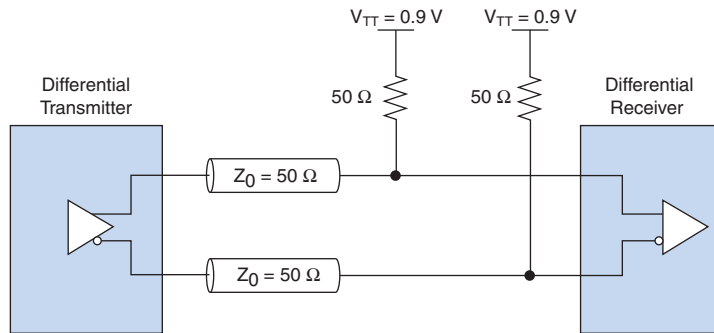 V_TT = 0.9 V V_TT = 0.9 V
Differential
Transmitter
50 Ω 50 Ω
Differential
Receiver
Z_0 = 50 Ω
Z_0 = 50 Ω